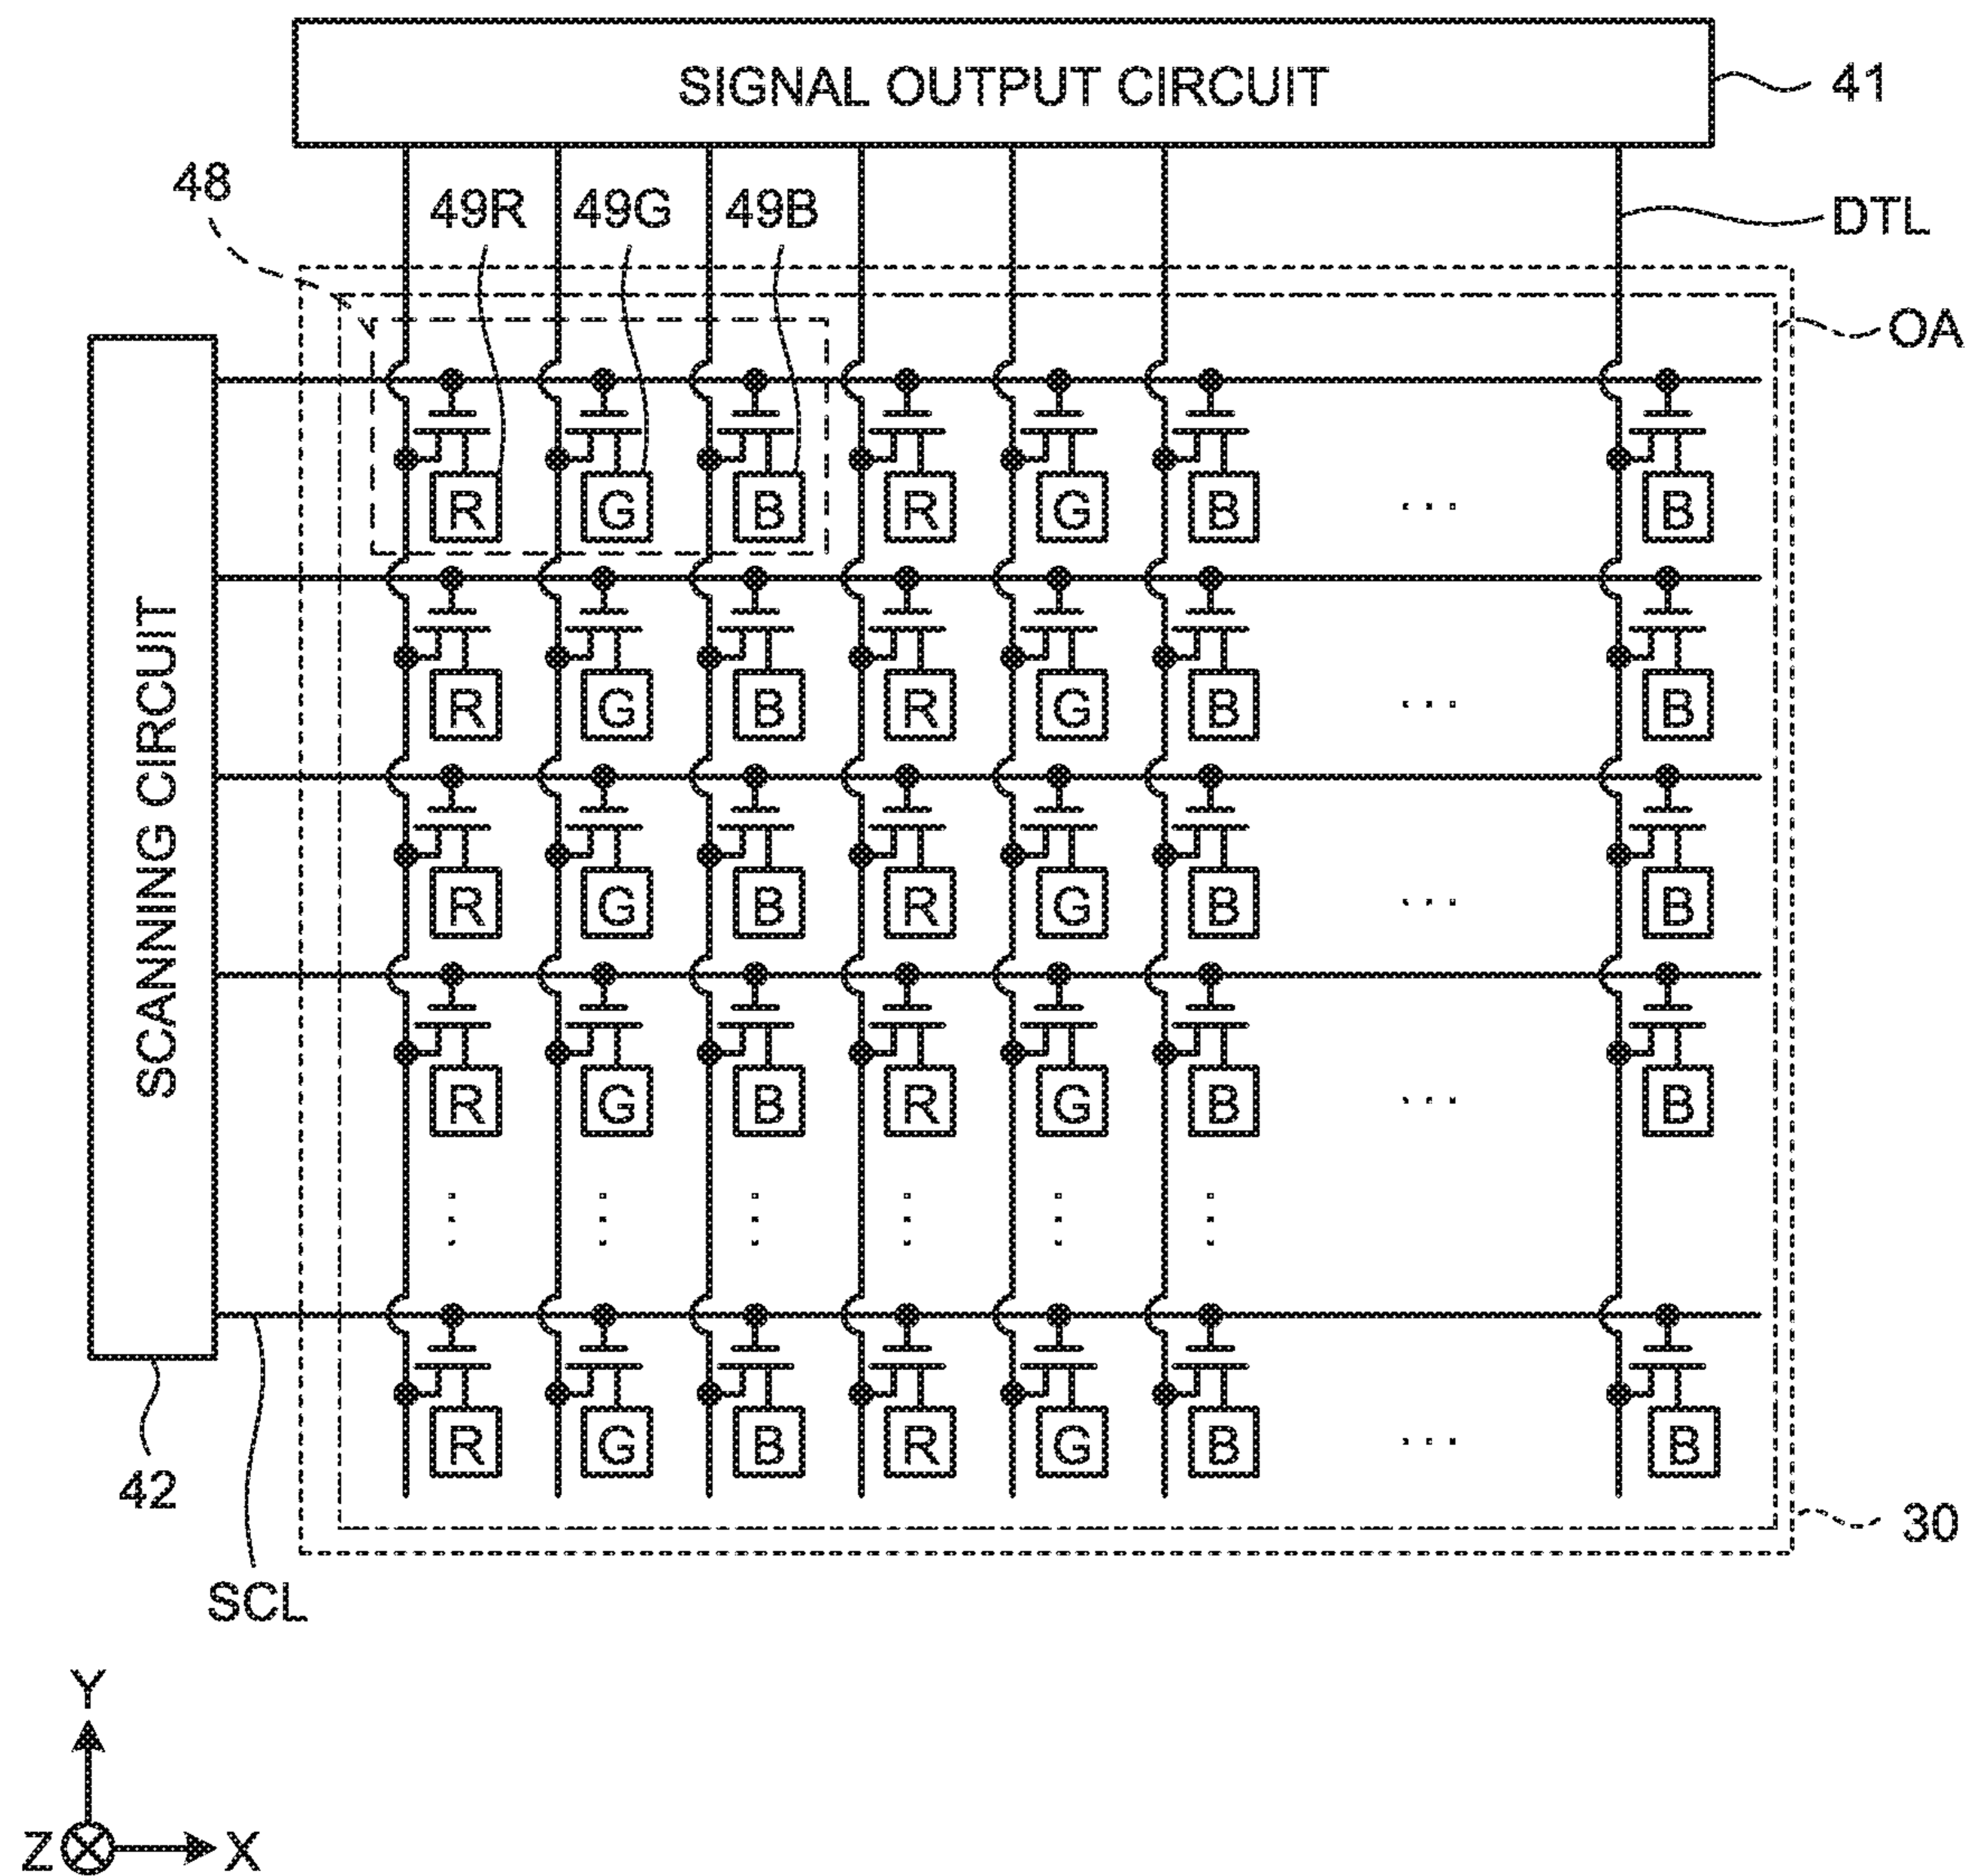 SIGNAL OUTPUT CIRCUIT
41
48
49R 49G 49B
DTL
OA
SCANNING CIRCUIT
R G B R G B ... B
R G B R G B ... B
R G B R G B ... B
R G B R G B ... B
R G B R G B ... B
42
30
SCL
Y
Z X